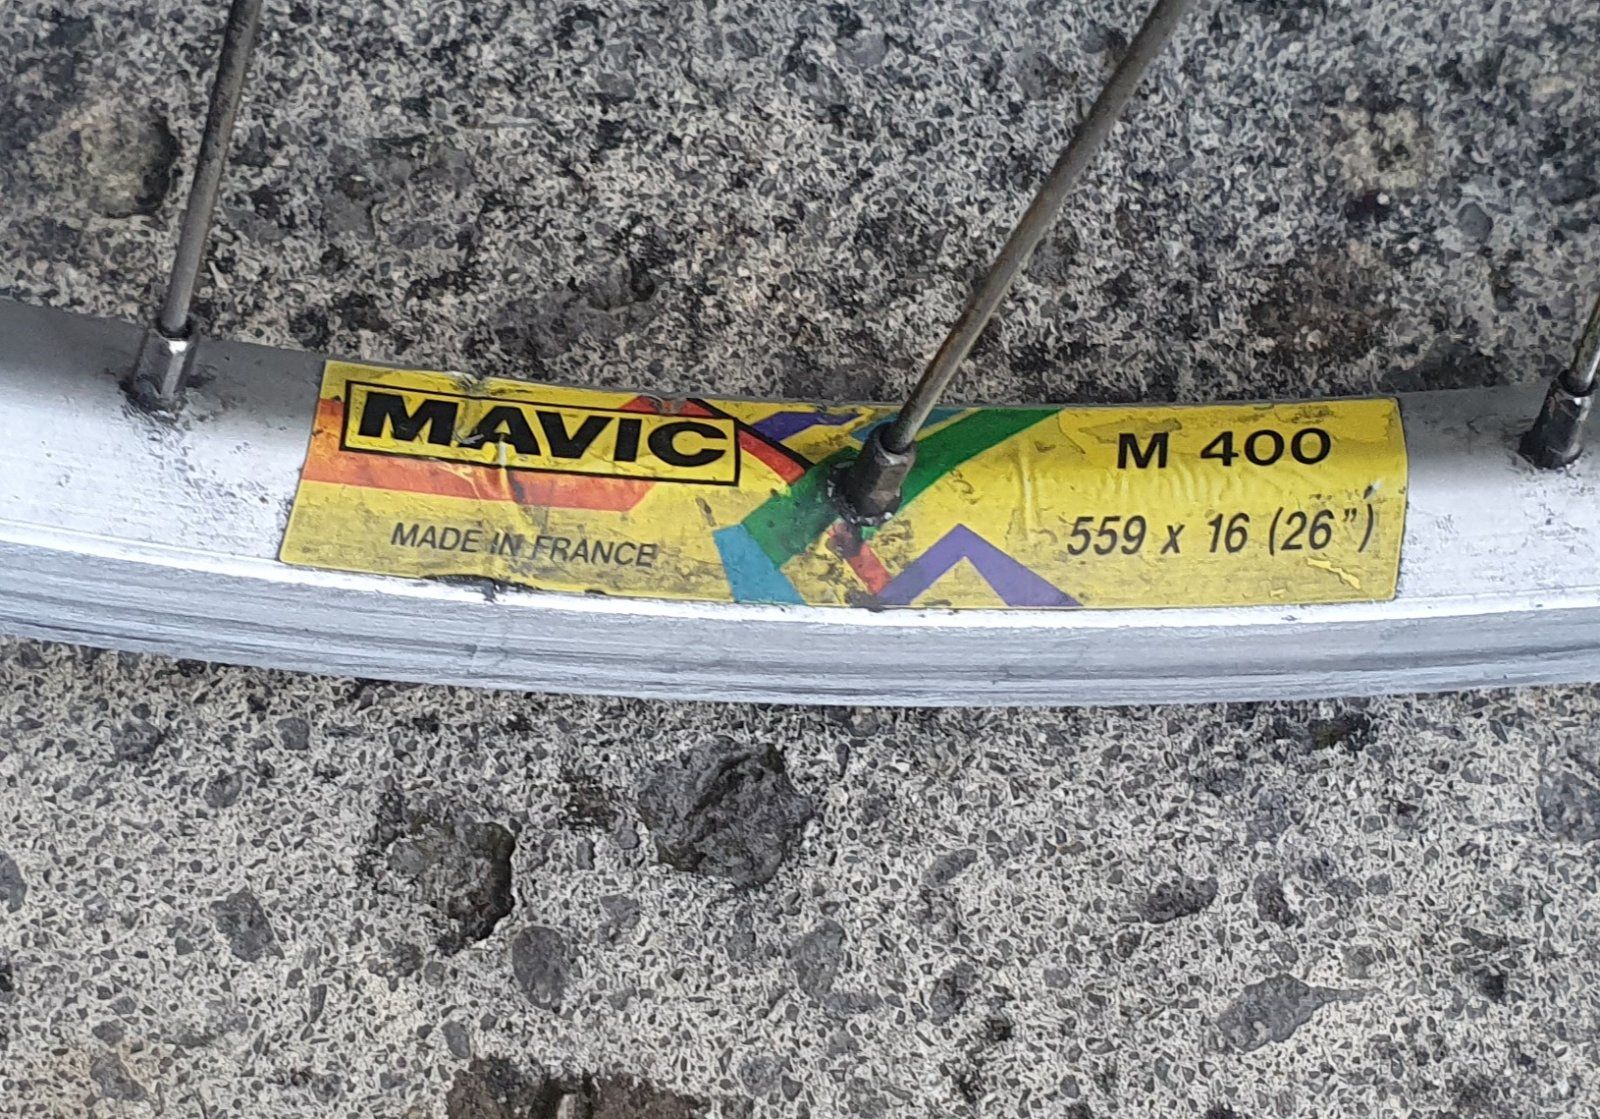 MAVIC
MADE IN FRANCE
M 400
559 x 16 (26")